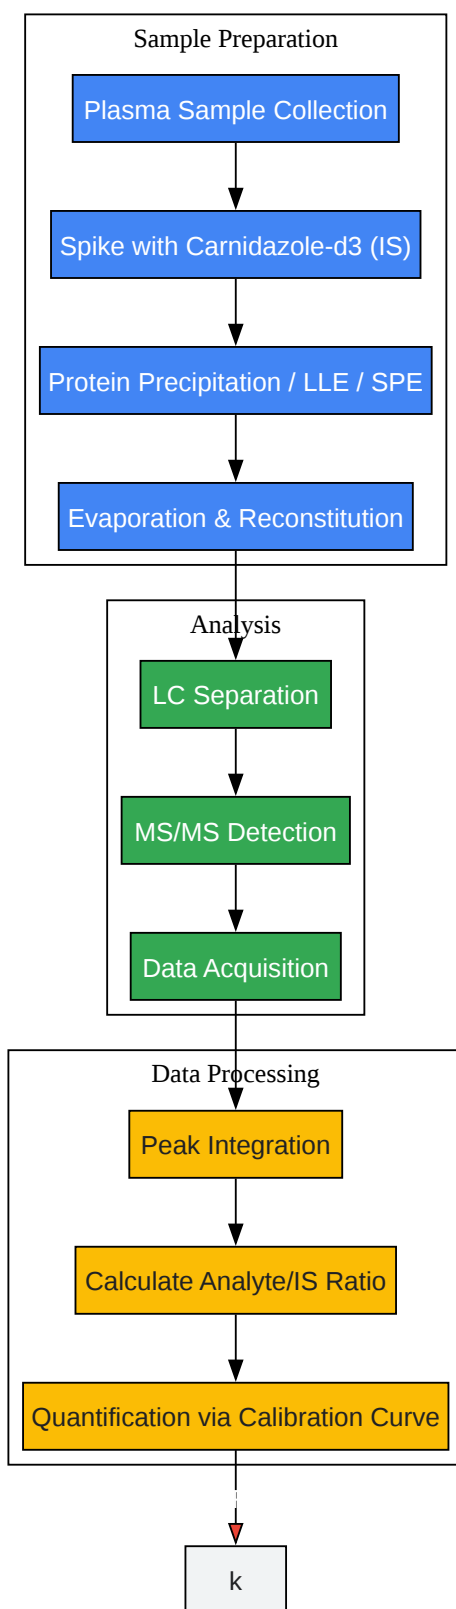 Sample Preparation
Plasma Sample Collection
Spike with Carnidazole-d3 (IS)
Protein Precipitation / LLE / SPE
Evaporation & Reconstitution
Analysis
LC Separation
MS/MS Detection
Data Acquisition
Data Processing
Peak Integration
Calculate Analyte/IS Ratio
Quantification via Calibration Curve
k